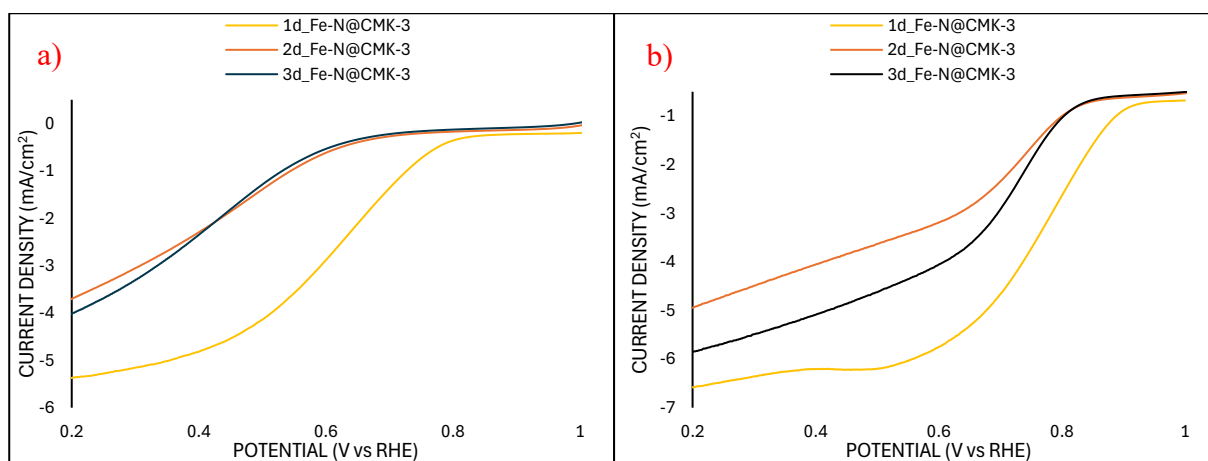 a)
1d_Fe-N@CMK-3
2d_Fe-N@CMK-3
3d_Fe-N@CMK-3
CURRENT DENSITY (mA/cm²)
0
-1
-2
-3
-4
-5
-6
0.2 0.4 0.6 0.8 1
POTENTIAL (V vs RHE)
b)
1d_Fe-N@CMK-3
2d_Fe-N@CMK-3
3d_Fe-N@CMK-3
CURRENT DENSITY (mA/cm²)
-1
-2
-3
-4
-5
-6
-7
0.2 0.4 0.6 0.8 1
POTENTIAL (V vs RHE)